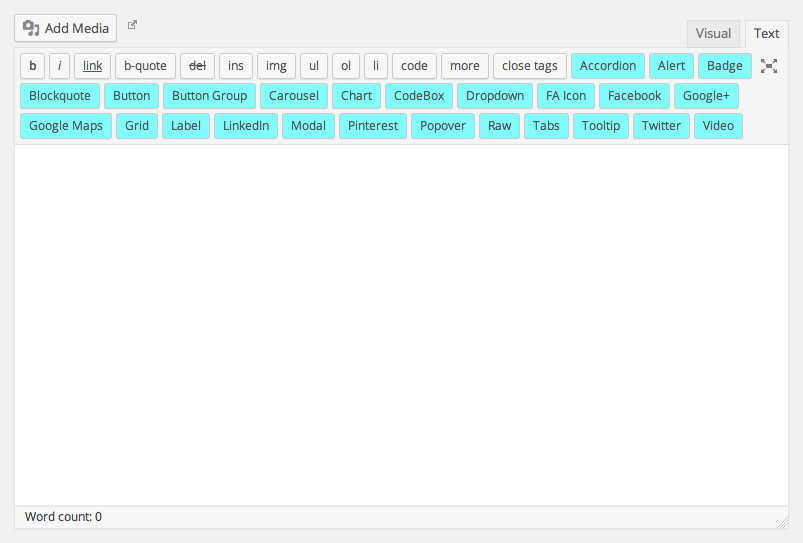 Add Media
Visual Text
b i link b-quote del ins img ul ol li code more close tags Accordion Alert Badge
Blockquote Button Button Group Carousel Chart CodeBox Dropdown FA Icon Facebook Google+
Google Maps Grid Label LinkedIn Modal Pinterest Popover Raw Tabs Tooltip Twitter Video
Word count: 0